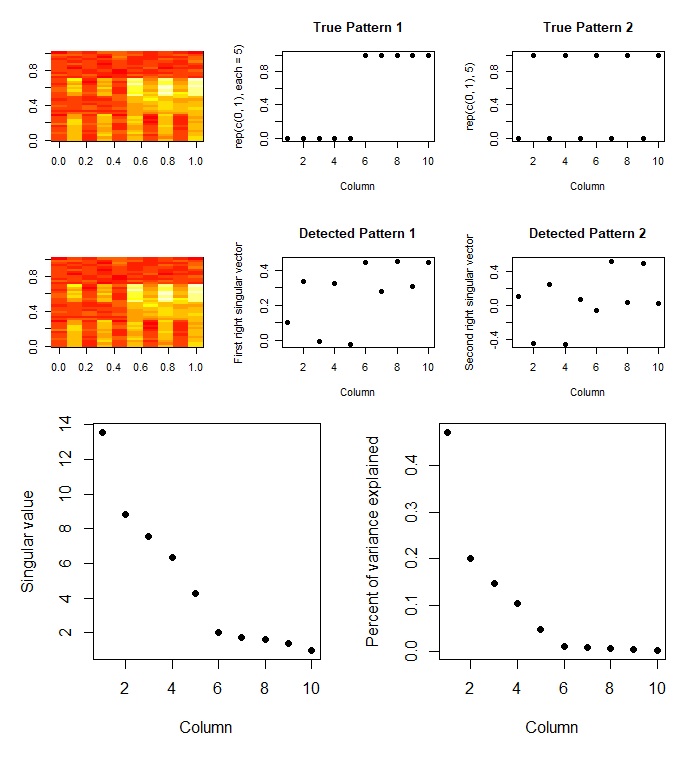 True Pattern 1
True Pattern 2
0.0 0.4 0.8
0.0 0.2 0.4 0.6 0.8 1.0
rep(c(0, 1), each = 5)
0.0 0.4 0.8
2 4 6 8 10
Column
rep(c(0, 1), 5)
0.0 0.4 0.8
2 4 6 8 10
Column
Detected Pattern 1
Detected Pattern 2
0.0 0.4 0.8
0.0 0.2 0.4 0.6 0.8 1.0
First right singular vector
0.0 0.2 0.4
2 4 6 8 10
Column
Second right singular vector
-0.4 0.0 0.4
2 4 6 8 10
Column
Singular value
2 4 6 8 10 12 14
2 4 6 8 10
Column
Percent of variance explained
0.0 0.1 0.2 0.3 0.4
2 4 6 8 10
Column